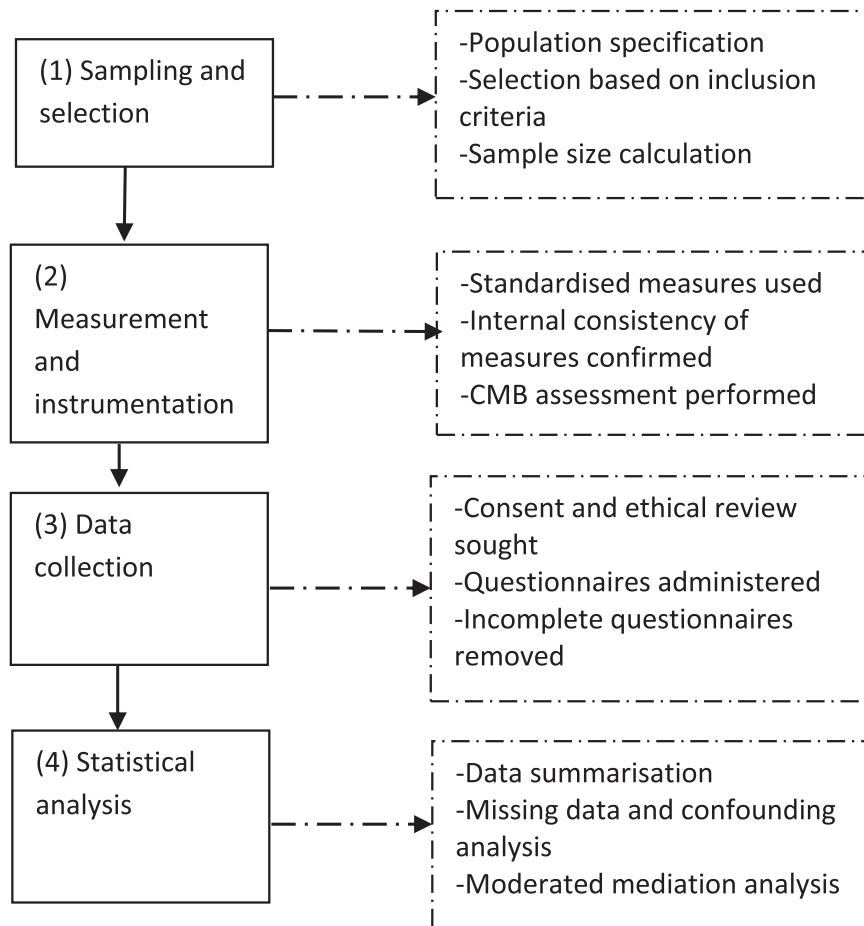 (1) Sampling and
selection
-Population specification
-Selection based on inclusion
criteria
-Sample size calculation
(2)
Measurement
and
instrumentation
-Standardised measures used
-Internal consistency of
measures confirmed
-CMB assessment performed
(3) Data
collection
-Consent and ethical review
sought
-Questionnaires administered
-Incomplete questionnaires
removed
(4) Statistical
analysis
-Data summarisation
-Missing data and confounding
analysis
-Moderated mediation analysis